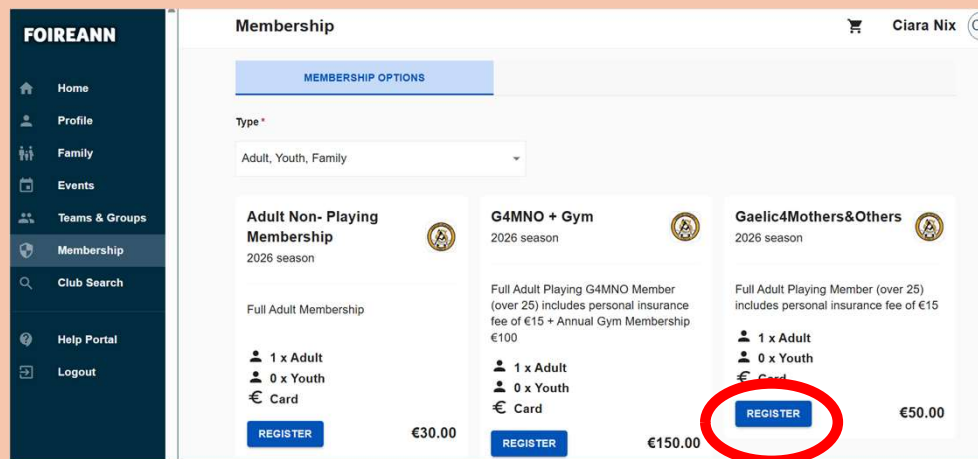 FOIREANN
Home
Profile
Family
Events
Teams & Groups
Membership
Club Search
Help Portal
Logout
Membership
Ciara Nix
MEMBERSHIP OPTIONS
Type *
Adult, Youth, Family
Adult Non- Playing
Membership
2026 season
Full Adult Membership
1 x Adult
0 x Youth
€ Card
REGISTER
€30.00
G4MNO + Gym
2026 season
Full Adult Playing G4MNO Member
(over 25) includes personal insurance
fee of €15 + Annual Gym Membership
€100
1 x Adult
0 x Youth
€ Card
REGISTER
€150.00
Gaelic4Mothers&Others
2026 season
Full Adult Playing Member (over 25)
includes personal insurance fee of €15
1 x Adult
0 x Youth
€ Card
REGISTER
€50.00